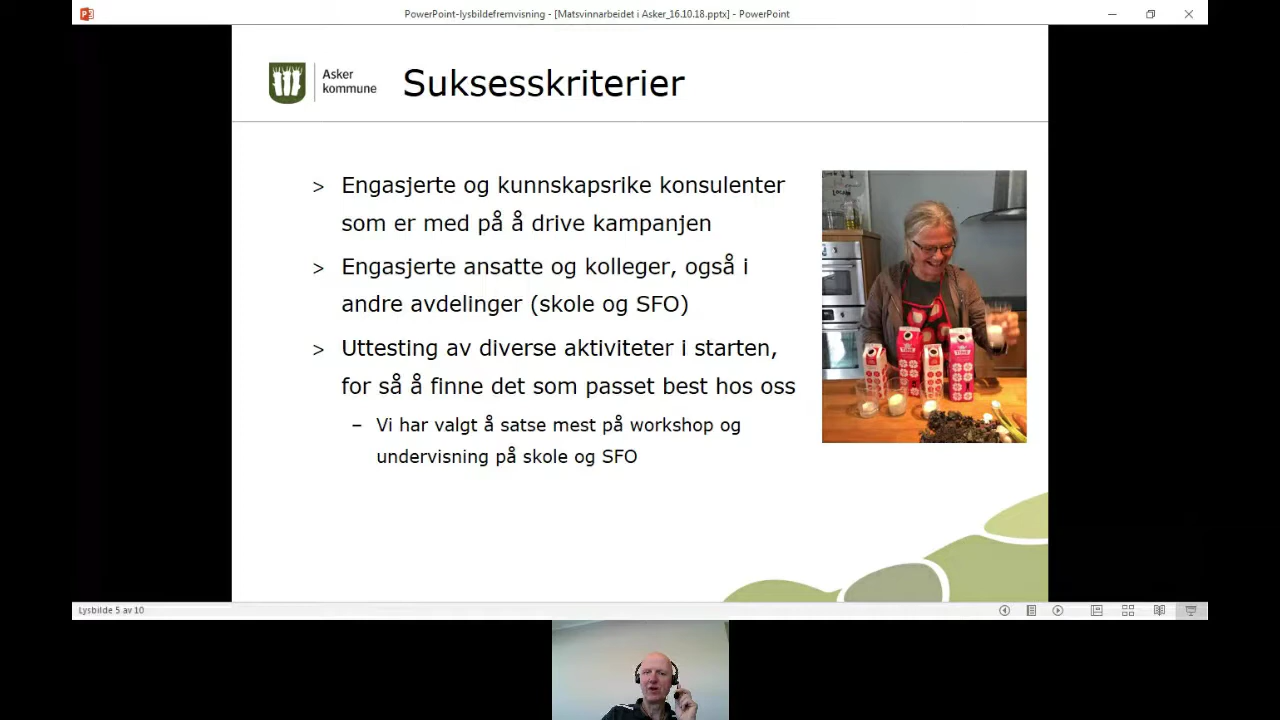 PowerPoint-lysbildefremvisning - [Matsvinnarbeidet i Asker_16.10.18.pptx] - PowerPoint
Asker
kommune
Suksesskriterier
> Engasjerte og kunnskapsrike konsulenter
som er med på å drive kampanjen
> Engasjerte ansatte og kolleger, også i
andre avdelinger (skole og SFO)
> Uttesting av diverse aktiviteter i starten,
for så å finne det som passet best hos oss
– Vi har valgt å satse mest på workshop og
undervisning på skole og SFO
Lysbilde 5 av 10